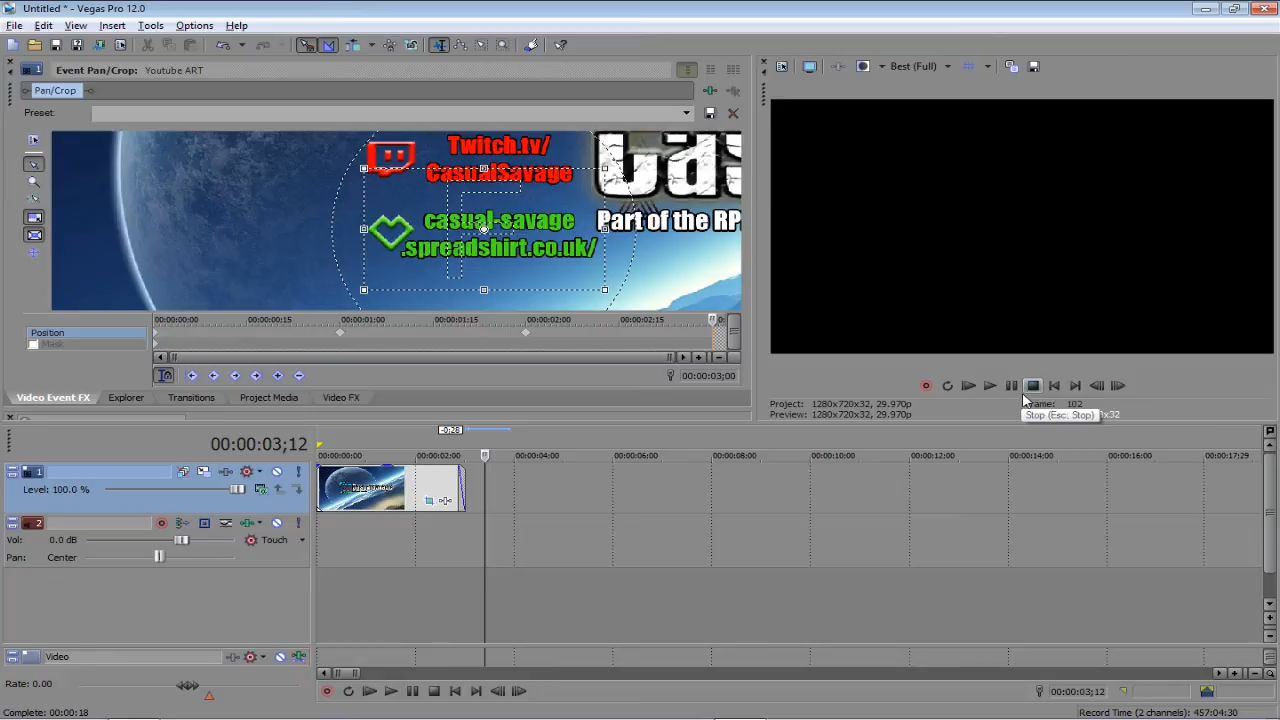 Untitled * - Vegas Pro 12.0
File Edit View Insert Tools Options Help
1 Event Pan/Crop: Youtube ART
Best (Full)
Pan/Crop
Preset:
Twitch.tv/
CasualSavage
casual-savage
.spreadshirt.co.uk/
Part of the RP
00:00:00:00 00:00:00:15 00:00:01:00 00:00:01:15 00:00:02:00 00:00:02:15
Position
Mask
00:00:03;00
Video Event FX Explorer Transitions Project Media Video FX
Project: 1280x720x32, 29.970p
Preview: 1280x720x32, 29.970p
Frame: 102
Stop (Esc, Stop)
00:00:03;12
-0:28
00:00:00:00 00:00:02:00 00:00:04:00 00:00:06:00 00:00:08:00 00:00:10:00 00:00:12:00 00:00:14:00 00:00:16:00 00:00:17:29
1
Level: 100.0 %
2
Vol: 0.0 dB Touch
Pan: Center
Video
Rate: 0.00
00:00:03;12
Complete: 00:00:18
Record Time (2 channels): 457:04:30